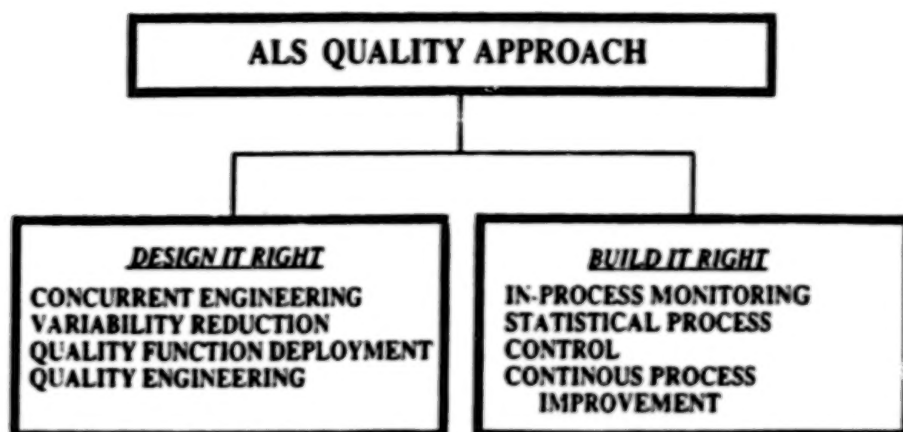 ALS QUALITY APPROACH
DESIGN IT RIGHT
CONCURRENT ENGINEERING
VARIABILITY REDUCTION
QUALITY FUNCTION DEPLOYMENT
QUALITY ENGINEERING
BUILD IT RIGHT
IN-PROCESS MONITORING
STATISTICAL PROCESS
CONTROL
CONTINOUS PROCESS
IMPROVEMENT